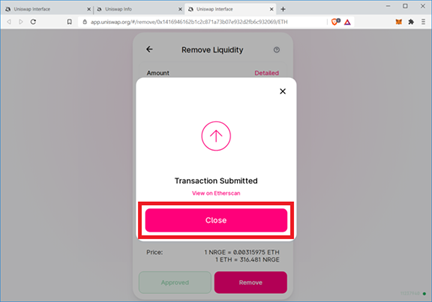 Uniswap Interface
Uniswap Info
Uniswap Interface
app.uniswap.org/#/remove/0x1416946162b1c2c871a73b07e932d2fb6c932069/ETH
Remove Liquidity
Amount
Detailed
Transaction Submitted
View on Etherscan
Close
Price:
1 NRGE = 0.00315975 ETH
1 ETH = 316.481 NRGE
Approved
Remove